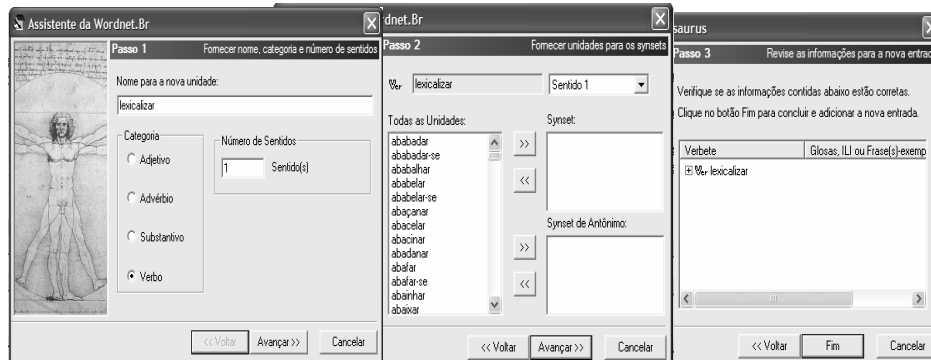 Assistente da Wordnet.Br
Passo 1
Fornecer nome, categoria e número de sentidos
Nome para a nova unidade:
lexicalizar
Categoria
Adjetivo
Advérbio
Substantivo
Verbo
Número de Sentidos
1 Sentido(s)
<< Voltar
Avançar >>
Cancelar
rdnet.Br
Passo 2
Fornecer unidades para os synsets
Ver lexicalizar
Sentido 1
Todas as Unidades:
ababadar
ababadar-se
ababalhar
ababelar
ababelar-se
abaçanar
abacelar
abacinar
abadanar
abafar
abafar-se
abainhar
abaixar
>>
<<
Synset:
>>
<<
Synset de Antônimo:
<< Voltar
Avançar >>
Cancelar
saurus
Passo 3
Revise as informações para a nova entrad
Verifique se as informações contidas abaixo estão corretas.
Clique no botão Fim para concluir e adicionar a nova entrada.
Verbete
Glosas, ILI ou Frase(s)-exemp
Ver lexicalizar
<< Voltar
Fim
Cancelar